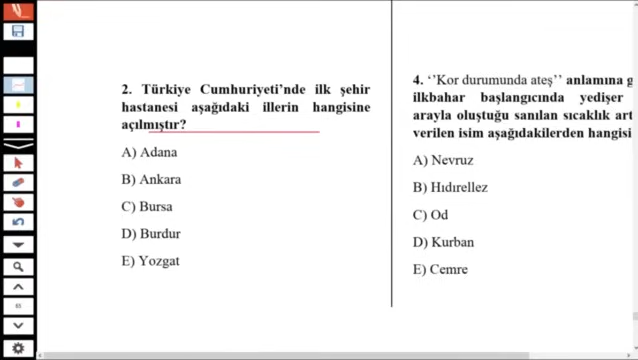 2. Türkiye Cumhuriyeti’nde ilk şehir
hastanesi aşağıdaki illerin hangisine
açılmıştır?
A) Adana
B) Ankara
C) Bursa
D) Burdur
E) Yozgat
4. ‘’Kor durumunda ateş’’ anlamına g
ilkbahar başlangıcında yedişer
arayla oluştuğu sanılan sıcaklık art
verilen isim aşağıdakilerden hangisi
A) Nevruz
B) Hıdırellez
C) Od
D) Kurban
E) Cemre